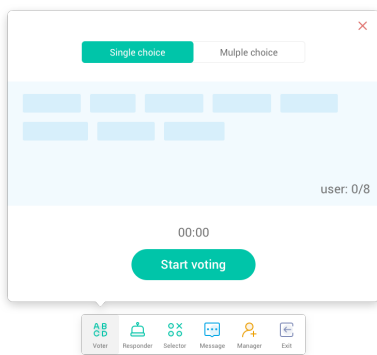 Single choice Mulple choice
user: 0/8
00:00
Start voting
A B
C D
Voter Responder Selector Message Manager Exit